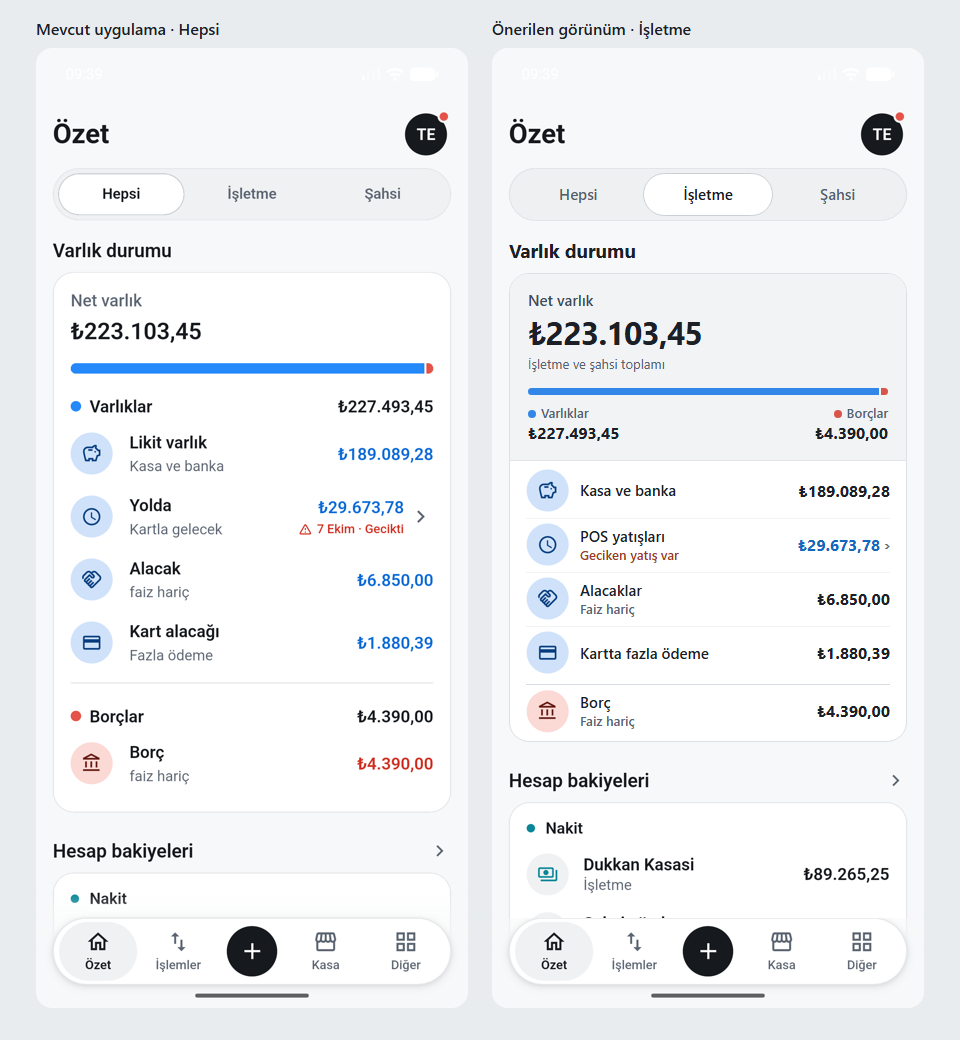 Mevcut uygulama · Hepsi
09:39
Özet
TE
Hepsi
İşletme
Şahsi
Varlık durumu
Net varlık
₺223.103,45
Varlıklar
₺227.493,45
Likit varlık
Kasa ve banka
₺189.089,28
Yolda
Kartla gelecek
₺29.673,78
7 Ekim · Gecikti
Alacak
faiz hariç
₺6.850,00
Kart alacağı
Fazla ödeme
₺1.880,39
Borçlar
₺4.390,00
Borç
faiz hariç
₺4.390,00
Hesap bakiyeleri
Nakit
Özet
İşlemler
Kasa
Diğer
Önerilen görünüm · İşletme
09:39
Özet
TE
Hepsi
İşletme
Şahsi
Varlık durumu
Net varlık
₺223.103,45
İşletme ve şahsi toplamı
Varlıklar
Borçlar
₺227.493,45
₺4.390,00
Kasa ve banka
₺189.089,28
POS yatışları
Geciken yatış var
₺29.673,78
Alacaklar
Faiz hariç
₺6.850,00
Kartta fazla ödeme
₺1.880,39
Borç
Faiz hariç
₺4.390,00
Hesap bakiyeleri
Nakit
Dukkan Kasasi
İşletme
₺89.265,25
Özet
İşlemler
Kasa
Diğer